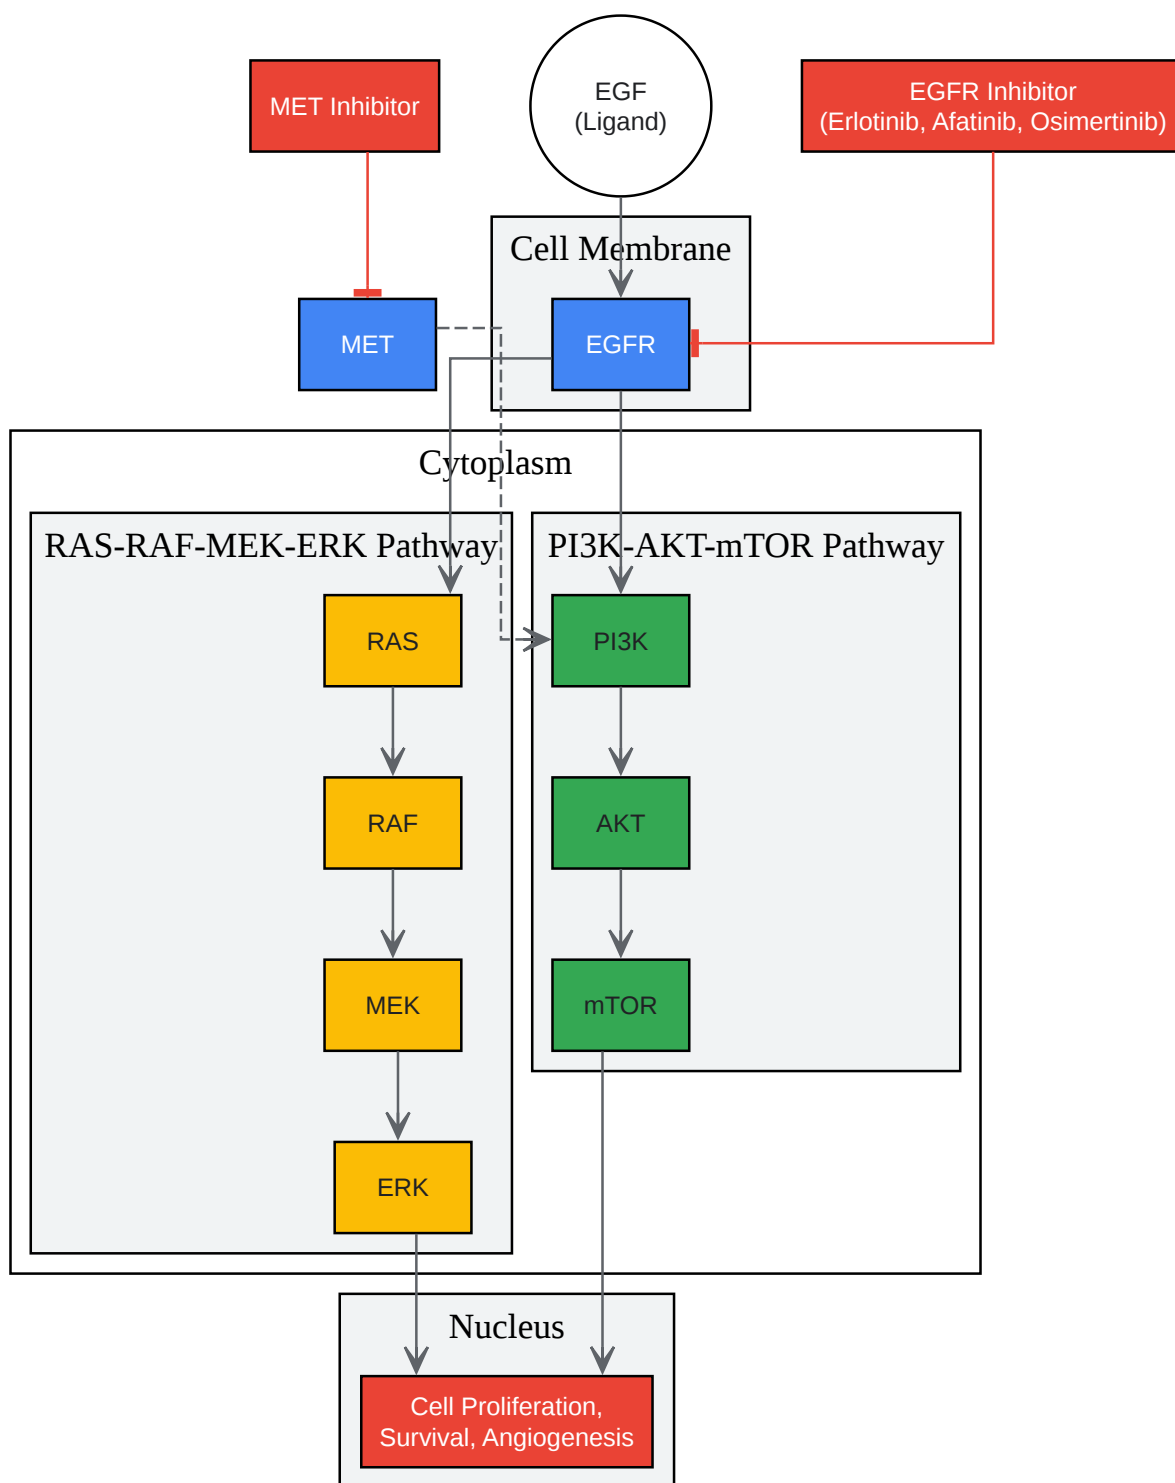 MET Inhibitor
EGF
(Ligand)
EGFR Inhibitor
(Erlotinib, Afatinib, Osimertinib)
Cell Membrane
MET
EGFR
Cytoplasm
RAS-RAF-MEK-ERK Pathway
PI3K-AKT-mTOR Pathway
RAS
PI3K
RAF
AKT
MEK
mTOR
ERK
Nucleus
Cell Proliferation,
Survival, Angiogenesis